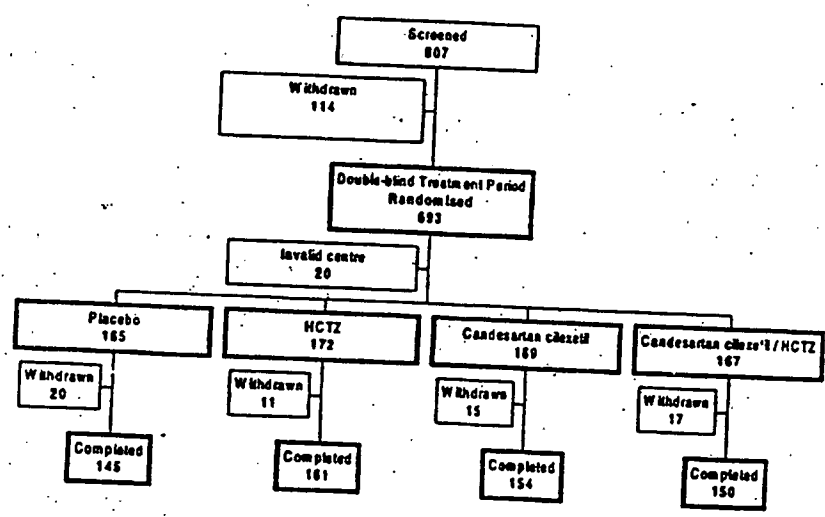 Screened
807
Withdrawn
114
Double-blind Treatment Period
Randomised
693
Invalid centre
20
Placebo
165
HCTZ
172
Candesartan cilexetil
169
Candesartan cilexetil / HCTZ
167
Withdrawn
20
Withdrawn
11
Withdrawn
15
Withdrawn
17
Completed
145
Completed
161
Completed
154
Completed
150